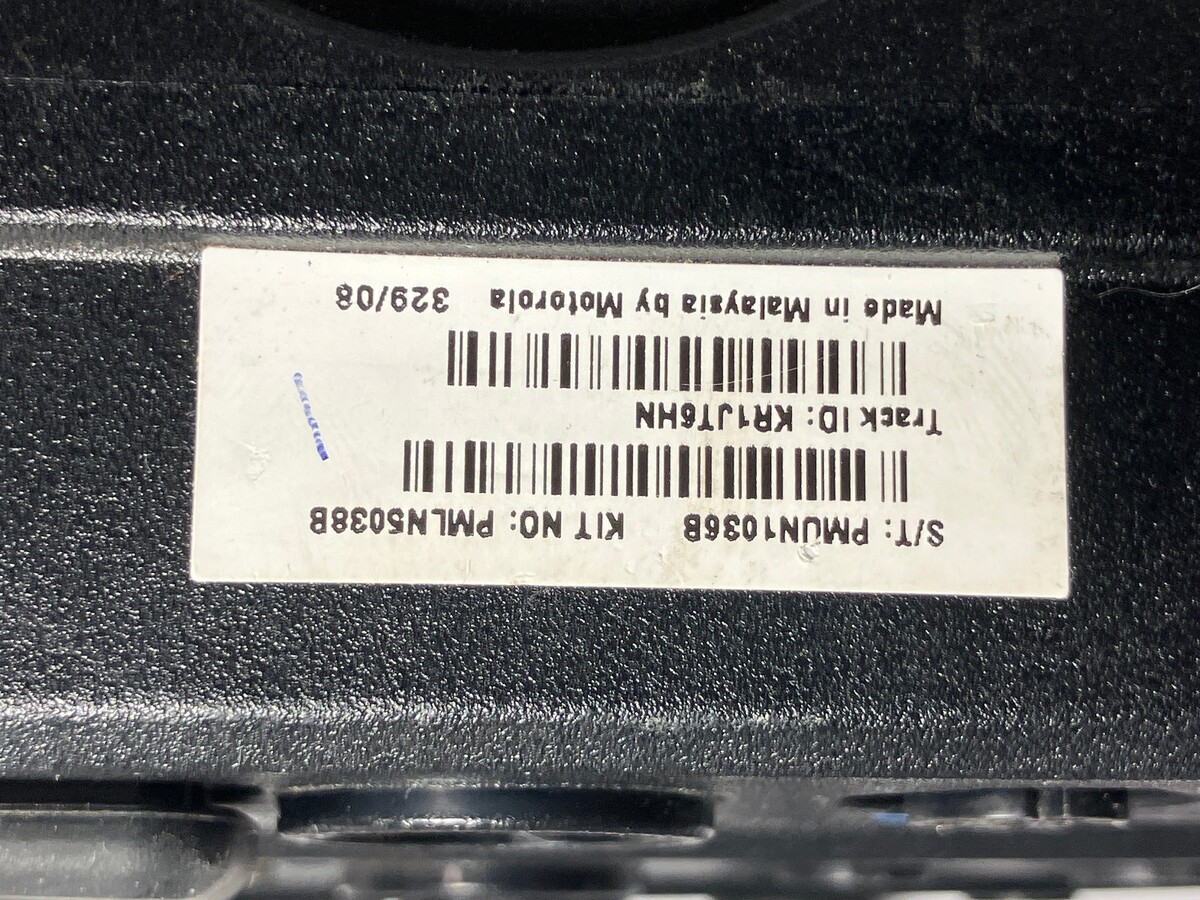 S/T: PMUN1036B KIT NO: PMLN5038B
Track ID: KR1JT6HN
Made in Malaysia by Motorola 329/08